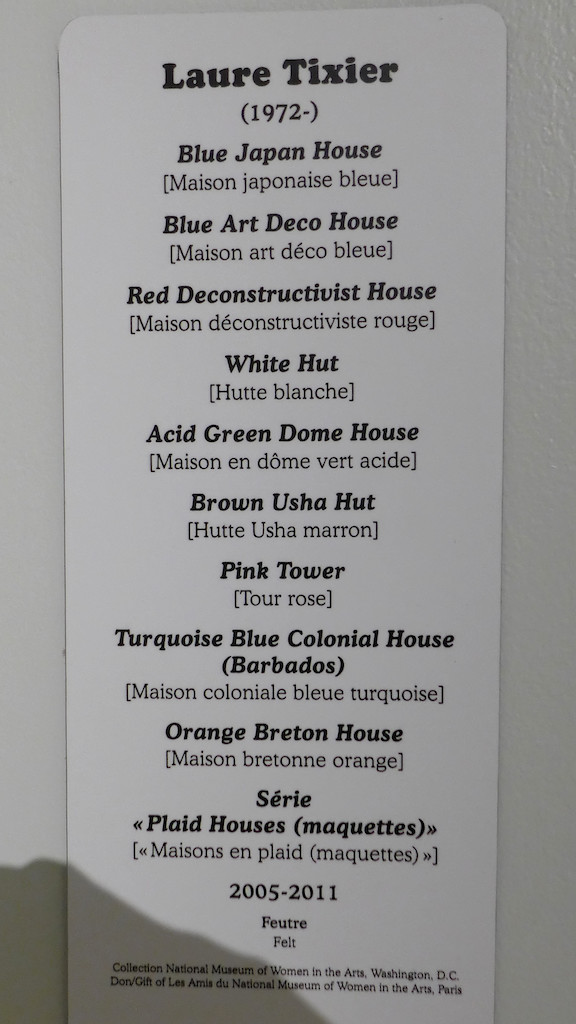 Laure Tixier
(1972-)
Blue Japan House
[Maison japonaise bleue]
Blue Art Deco House
[Maison art déco bleue]
Red Deconstructivist House
[Maison déconstructiviste rouge]
White Hut
[Hutte blanche]
Acid Green Dome House
[Maison en dôme vert acide]
Brown Usha Hut
[Hutte Usha marron]
Pink Tower
[Tour rose]
Turquoise Blue Colonial House
(Barbados)
[Maison coloniale bleue turquoise]
Orange Breton House
[Maison bretonne orange]
Série
«Plaid Houses (maquettes)»
[«Maisons en plaid (maquettes)»]
2005-2011
Feutre
Felt
Collection National Museum of Women in the Arts, Washington, D.C.
Don/Gift of Les Amis du National Museum of Women in the Arts, Paris